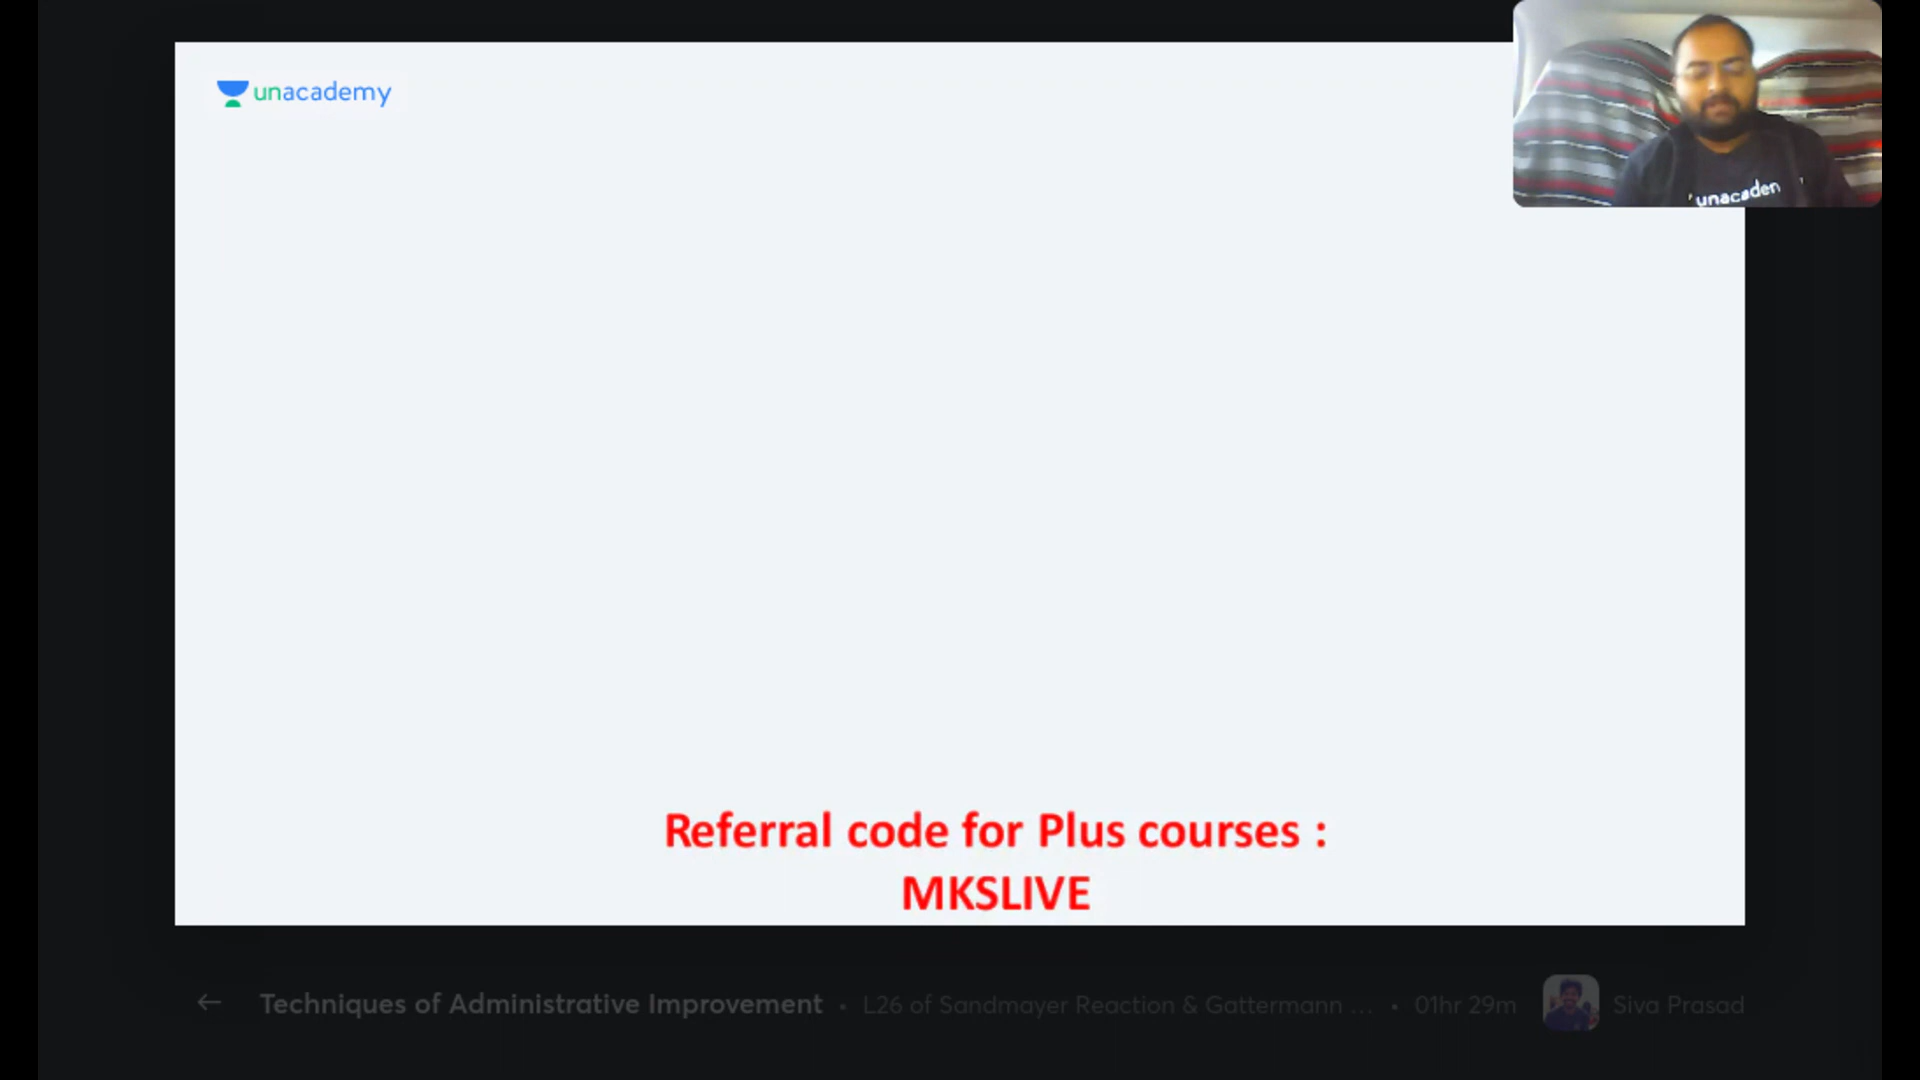 unacademy
unacadem
Referral code for Plus courses :
MKSLIVE
← Techniques of Administrative Improvement • L26 of Sandmayer Reaction & Gattermann ... • 01hr 29m Siva Prasad